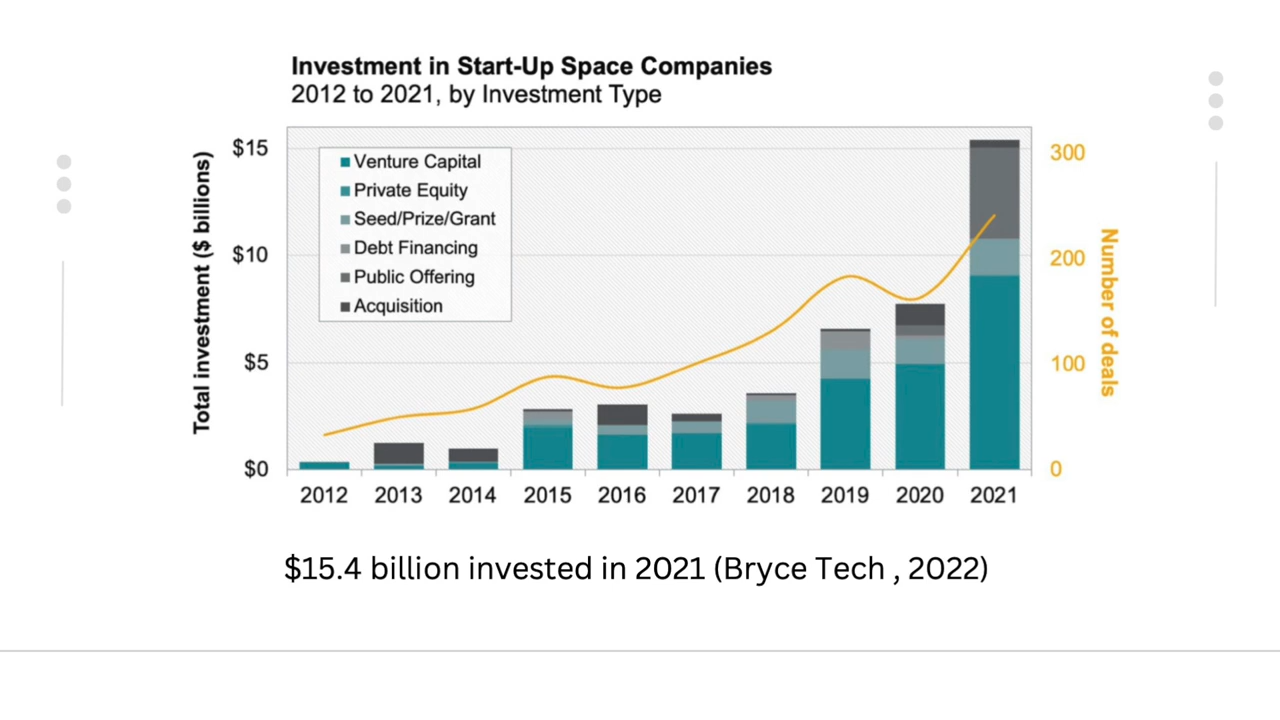 Investment in Start-Up Space Companies
2012 to 2021, by Investment Type
Total investment ($ billions)
$15
$10
$5
$0
Venture Capital
Private Equity
Seed/Prize/Grant
Debt Financing
Public Offering
Acquisition
300
200
100
0
Number of deals
2012 2013 2014 2015 2016 2017 2018 2019 2020 2021
$15.4 billion invested in 2021 (Bryce Tech , 2022)